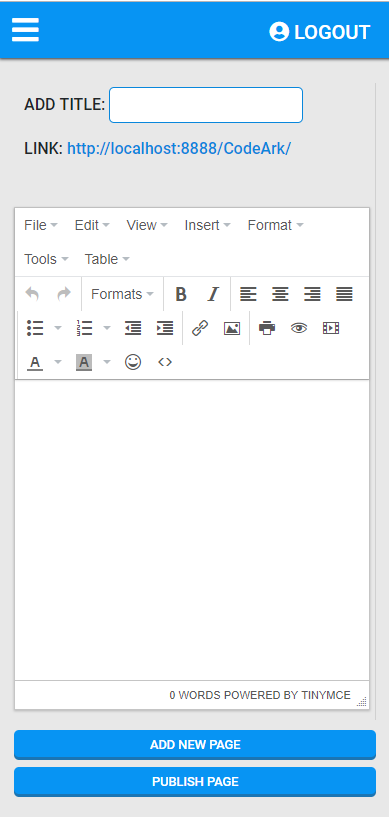 LOGOUT
ADD TITLE:
LINK: http://localhost:8888/CodeArk/
File Edit View Insert Format
Tools Table
Formats B I
A A
0 WORDS POWERED BY TINYMCE
ADD NEW PAGE
PUBLISH PAGE